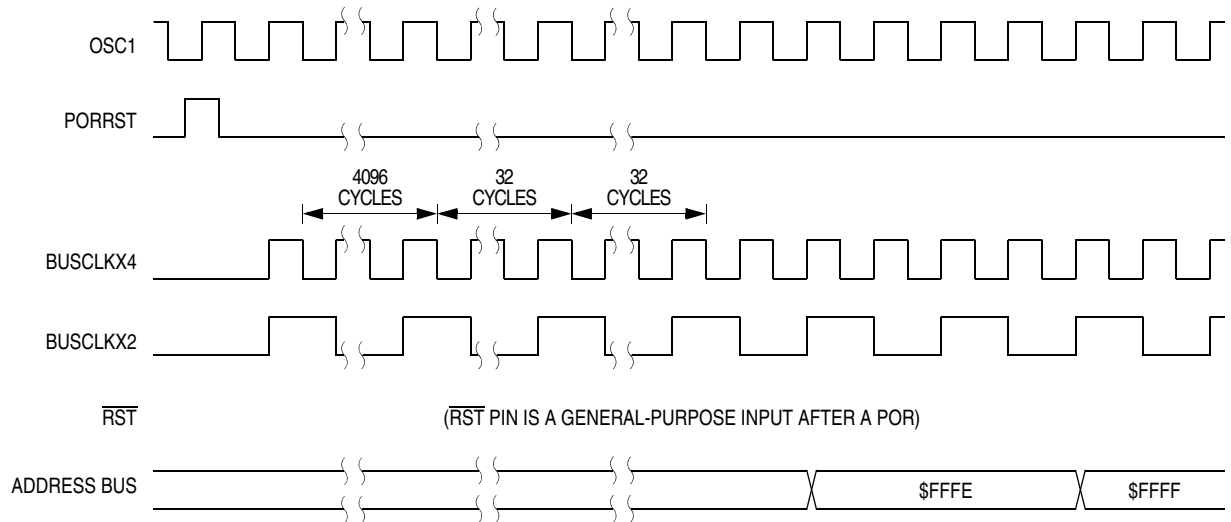 OSC1
PORRST
4096
CYCLES
32
CYCLES
32
CYCLES
BUSCLKX4
BUSCLKX2
RST
(RST PIN IS A GENERAL-PURPOSE INPUT AFTER A POR)
ADDRESS BUS
$FFFE
$FFFF